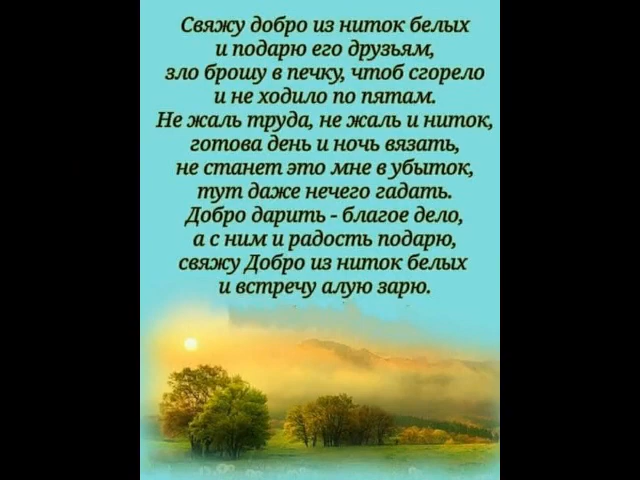 Свяжу добро из ниток белых
и подарю его друзьям,
зло брошу в печку, чтоб сгорело
и не ходило по пятам.
Не жаль труда, не жаль и ниток,
готова день и ночь вязать,
не станет это мне в убыток,
тут даже нечего гадать.
Добро дарить - благое дело,
а с ним и радость подарю,
свяжу Добро из ниток белых
и встречу алую зарю.